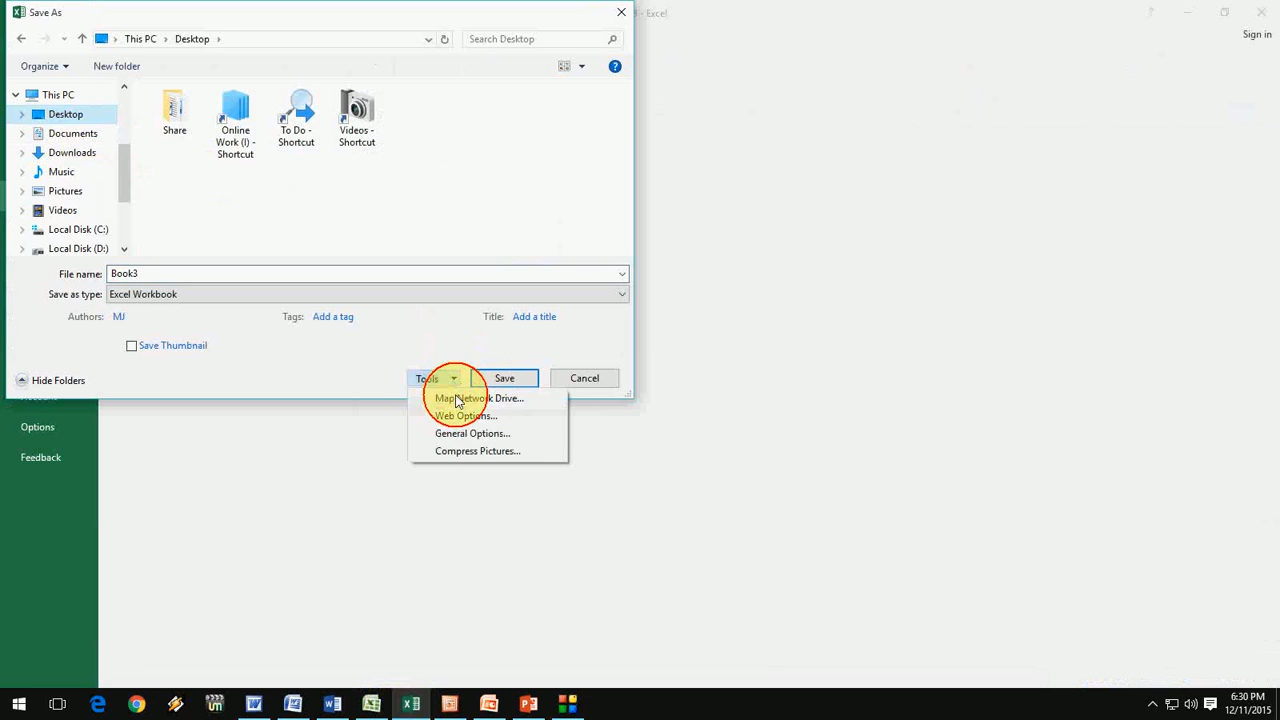 Save As
- Excel
Sign in
This PC
Desktop
Search Desktop
Organize
New folder
This PC
Desktop
Documents
Downloads
Music
Pictures
Videos
Local Disk (C:)
Local Disk (D:)
Share
Online
Work (I) -
Shortcut
To Do -
Shortcut
Videos -
Shortcut
File name: Book3
Save as type: Excel Workbook
Authors: MJ
Tags: Add a tag
Title: Add a title
Save Thumbnail
Hide Folders
Tools
Save
Cancel
Map Network Drive...
Web Options...
General Options...
Compress Pictures...
Options
Feedback
6:30 PM
12/11/2015